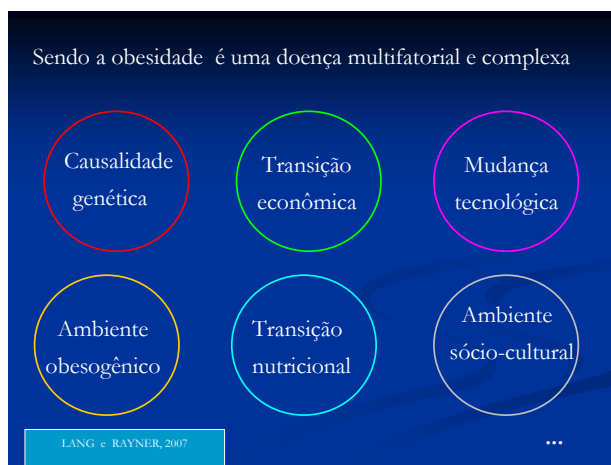 Sendo a obesidade é uma doença multifatorial e complexa
Causalidade
genética
Transição
econômica
Mudança
tecnológica
Ambiente
obesogênico
Transição
nutricional
Ambiente
sócio-cultural
LANG e RAYNER, 2007
...